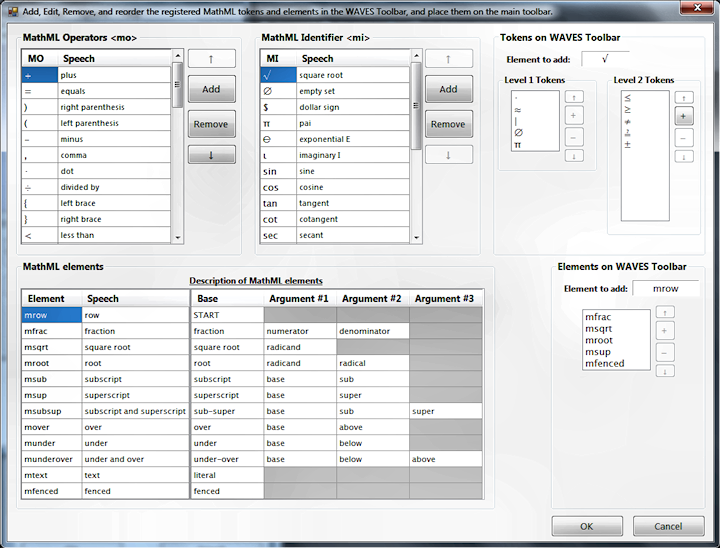 Add, Edit, Remove, and reorder the registered MathML tokens and elements in the WAVES Toolbar, and place them on the main toolbar.
MathML Operators <mo>
MO Speech
plus
= equals
) right parenthesis
( left parenthesis
− minus
, comma
· dot
÷ divided by
{ left brace
} right brace
< less than
↑
Add
Remove
↓
MathML Identifier <mi>
MI Speech
√ square root
∅ empty set
$ dollar sign
π pai
exponential E
ι imaginary I
sin sine
cos cosine
tan tangent
cot cotangent
sec secant
↑
Add
Remove
↓
Tokens on WAVES Toolbar
Element to add: √
Level 1 Tokens
·
≈
|
∅
π
↑
+
−
↓
Level 2 Tokens
≤
≥
±
↑
+
−
↓
MathML elements
Description of MathML elements
Element Speech Base Argument #1 Argument #2 Argument #3
mrow row START
mfrac fraction fraction numerator denominator
msqrt square root square root radicand
mroot root root radicand radical
msub subscript subscript base sub
msup superscript superscript base super
msubsup subscript and superscript sub-super base sub super
mover over over base above
munder under under base below
munderover under and over under-over base below above
mtext text literal
mfenced fenced fenced
Elements on WAVES Toolbar
Element to add: mrow
mfrac
msqrt
mroot
msup
mfenced
↑
+
−
↓
OK
Cancel